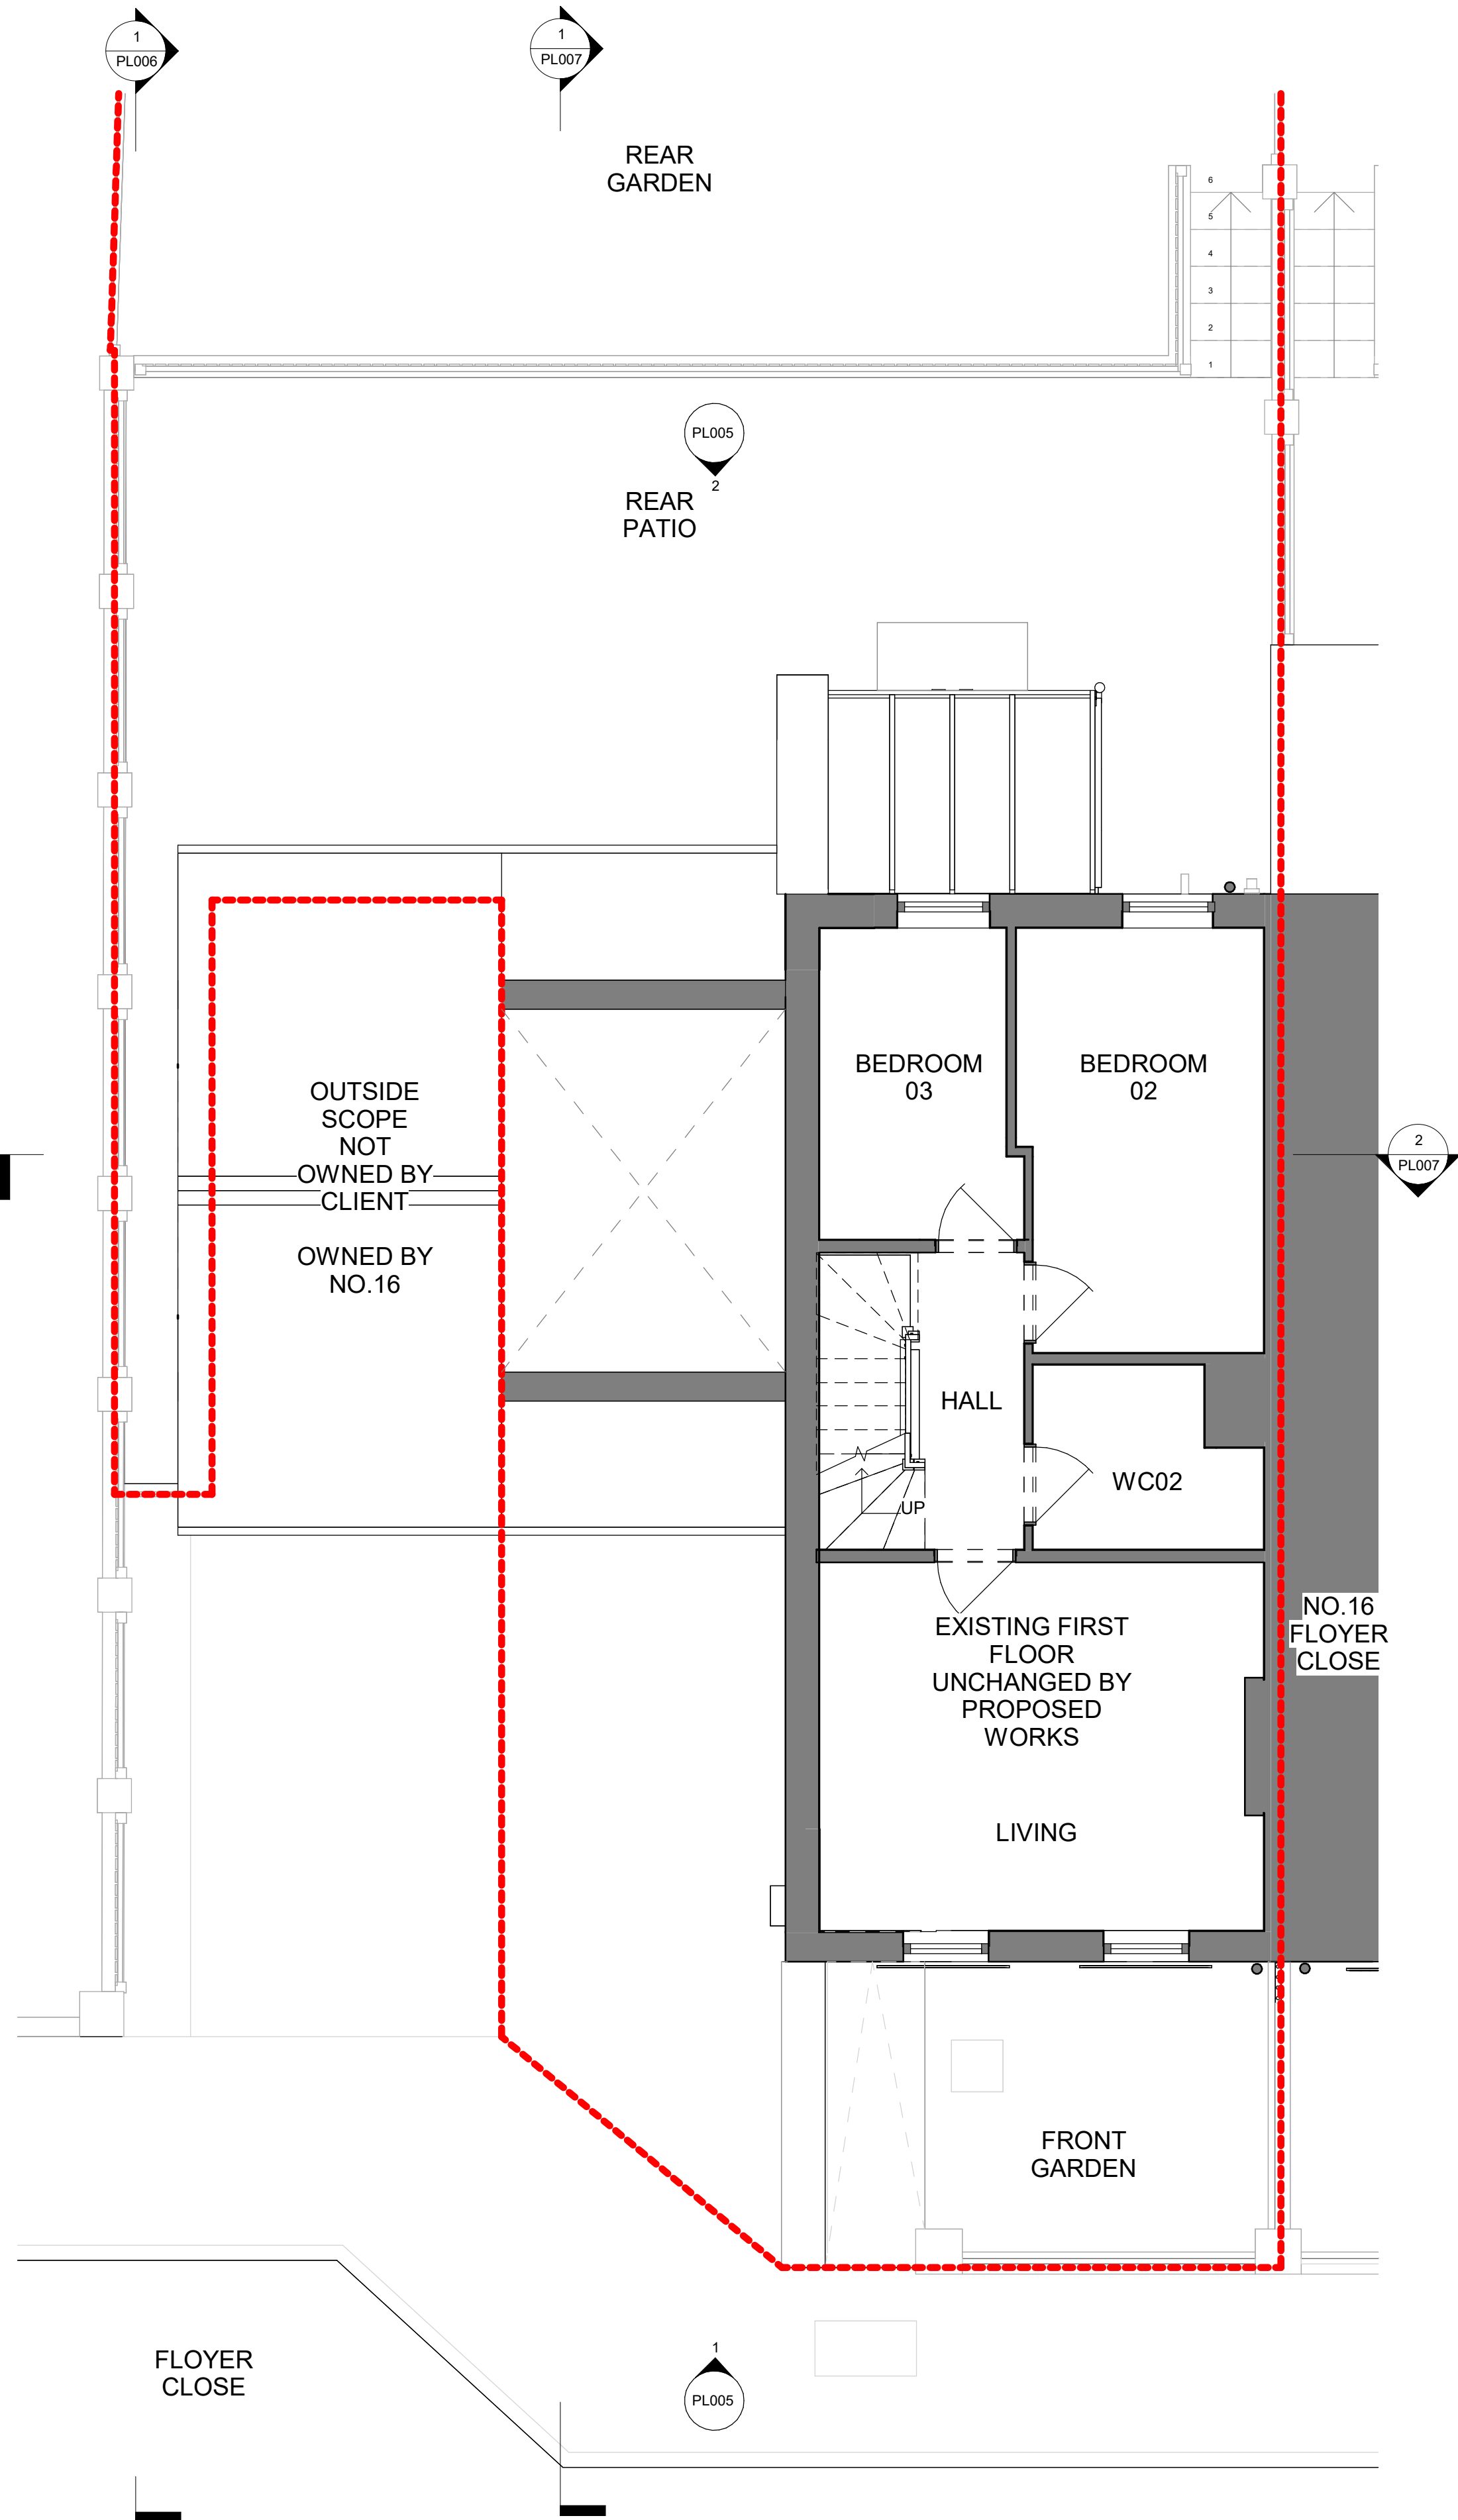 1
PL006
1
PL007
REAR
GARDEN
6
5
4
3
2
1
PL005
2
REAR
PATIO
BEDROOM
03
BEDROOM
02
OUTSIDE
SCOPE
NOT
OWNED BY
CLIENT
OWNED BY
NO.16
2
PL007
HALL
WC02
UP
EXISTING FIRST
FLOOR
UNCHANGED BY
PROPOSED
WORKS
NO.16
FLOYER
CLOSE
LIVING
FRONT
GARDEN
FLOYER
CLOSE
1
PL005